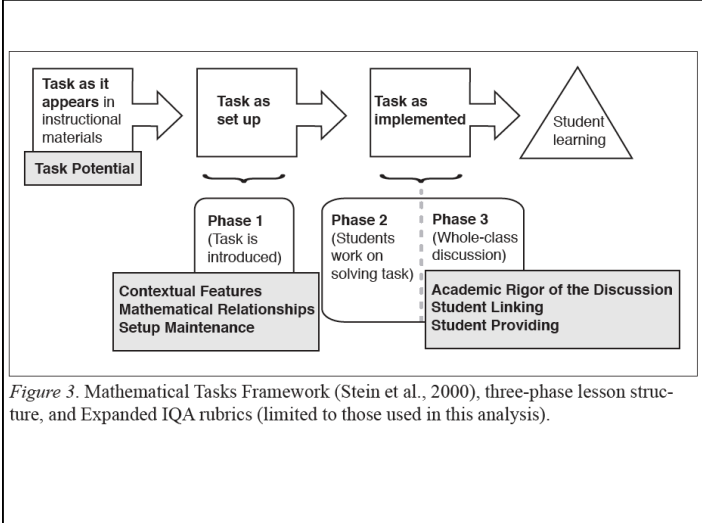 Task as it
appears in
instructional
materials
Task Potential
Task as
set up
Task as
implemented
Student
learning
Phase 1
(Task is
introduced)
Contextual Features
Mathematical Relationships
Setup Maintenance
Phase 2
(Students
work on
solving task)
Phase 3
(Whole-class
discussion)
Academic Rigor of the Discussion
Student Linking
Student Providing
Figure 3. Mathematical Tasks Framework (Stein et al., 2000), three-phase lesson struc-
ture, and Expanded IQA rubrics (limited to those used in this analysis).